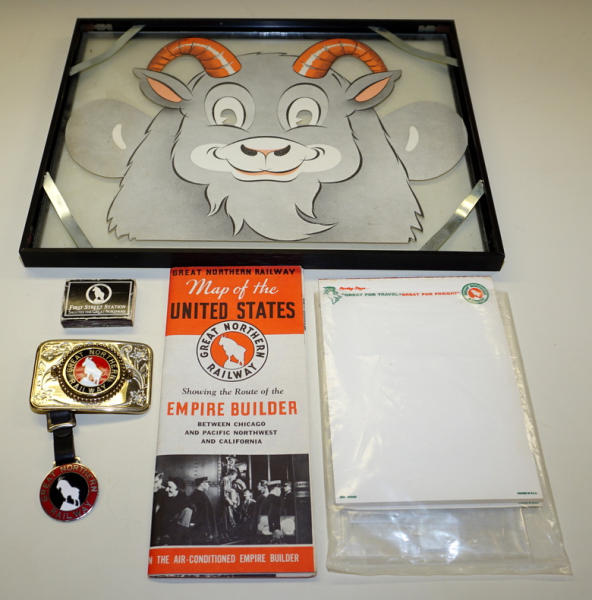 FIRST STREET STATION
GREAT NORTHERN
RAILWAY
GREAT NORTHERN
RAILWAY
GREAT NORTHERN RAILWAY
Map of the
UNITED STATES
GREAT NORTHERN
RAILWAY
Showing the Route of the
EMPIRE BUILDER
BETWEEN CHICAGO
AND PACIFIC NORTHWEST
AND CALIFORNIA
N THE AIR-CONDITIONED EMPIRE BUILDER
"GREAT FOR TRAVEL "GREAT FOR FREIGHT"